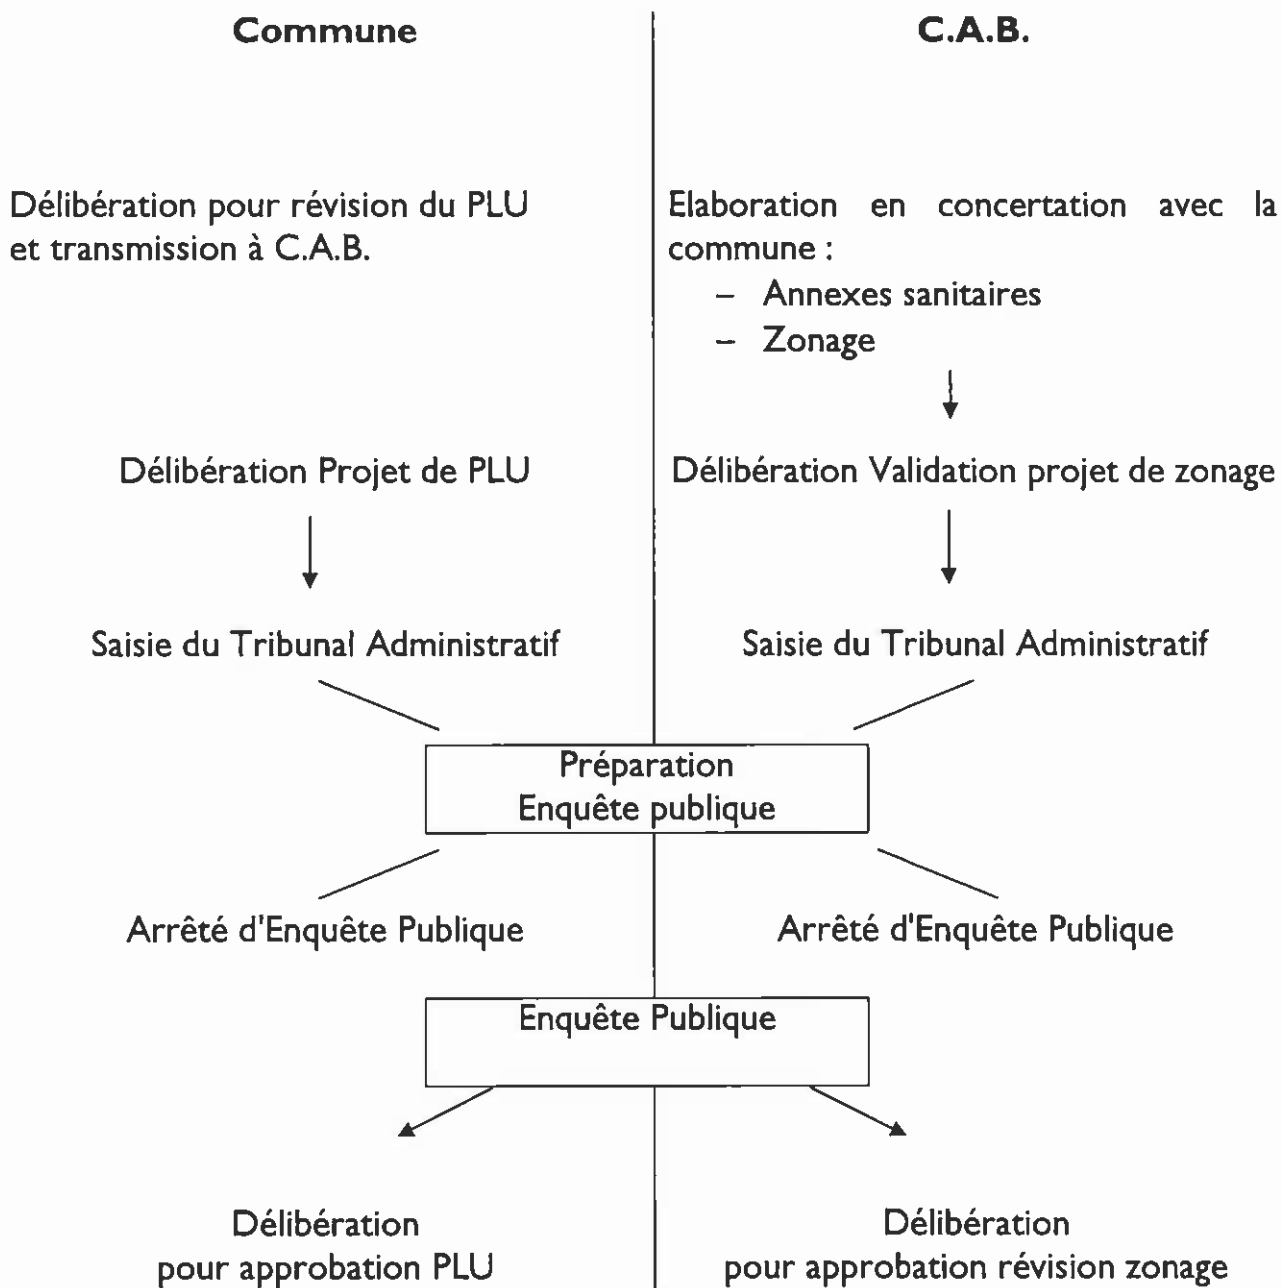 Commune
C.A.B.
Délibération pour révision du PLU
et transmission à C.A.B.
Elaboration en concertation avec la
commune :
– Annexes sanitaires
– Zonage
Délibération Projet de PLU
Délibération Validation projet de zonage
Saisie du Tribunal Administratif
Saisie du Tribunal Administratif
Préparation
Enquête publique
Arrêté d'Enquête Publique
Arrêté d'Enquête Publique
Enquête Publique
Délibération
pour approbation PLU
Délibération
pour approbation révision zonage